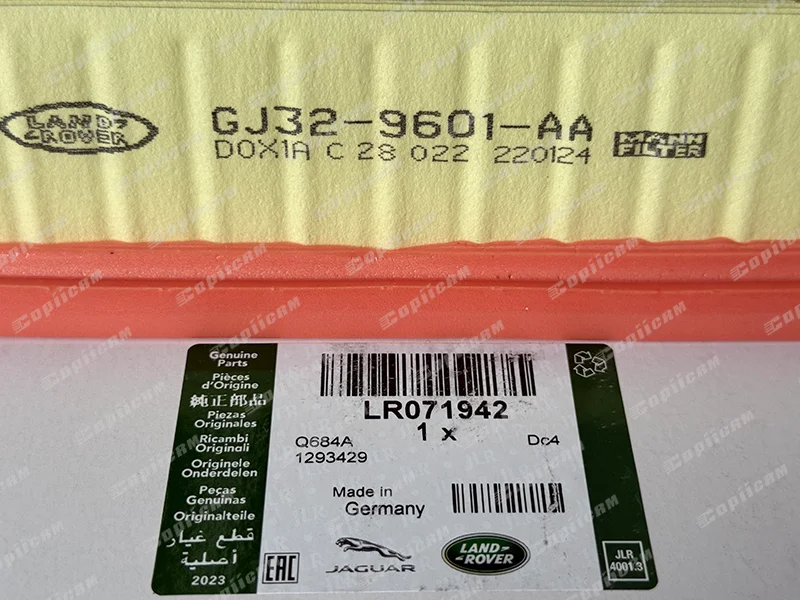 LAND
ROVER
GJ32-9601-AA
DOX1A C 28 022 220124
MANN
FILTER
Genuine
Parts
Pièces
d'Origine
純正部品
Piezas
Originales
Ricambi
Originali
Originele
Onderdelen
Peças
Genuínas
Originalteile
قطع غيار
أصلية
2023
LR071942
1 x
Q684A
Dc4
1293429
Made in
Germany
EAC
JAGUAR
LAND-
ROVER
JLR
4001.3
Copiicam